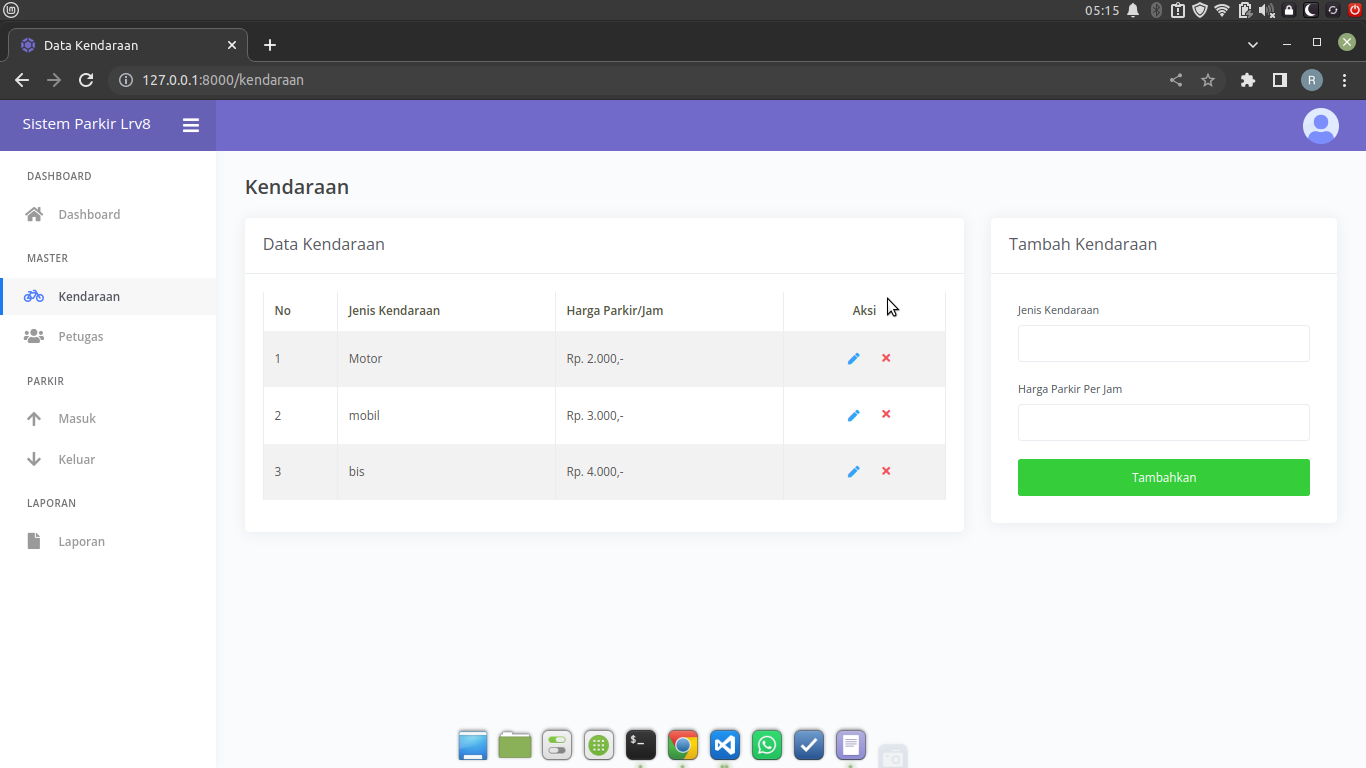 05:15
Data Kendaraan
127.0.0.1:8000/kendaraan
R
Sistem Parkir Lrv8
DASHBOARD
Dashboard
MASTER
Kendaraan
Petugas
PARKIR
Masuk
Keluar
LAPORAN
Laporan
Kendaraan
Data Kendaraan
No Jenis Kendaraan Harga Parkir/Jam Aksi
1 Motor Rp. 2.000,-
2 mobil Rp. 3.000,-
3 bis Rp. 4.000,-
Tambah Kendaraan
Jenis Kendaraan
Harga Parkir Per Jam
Tambahkan
$_